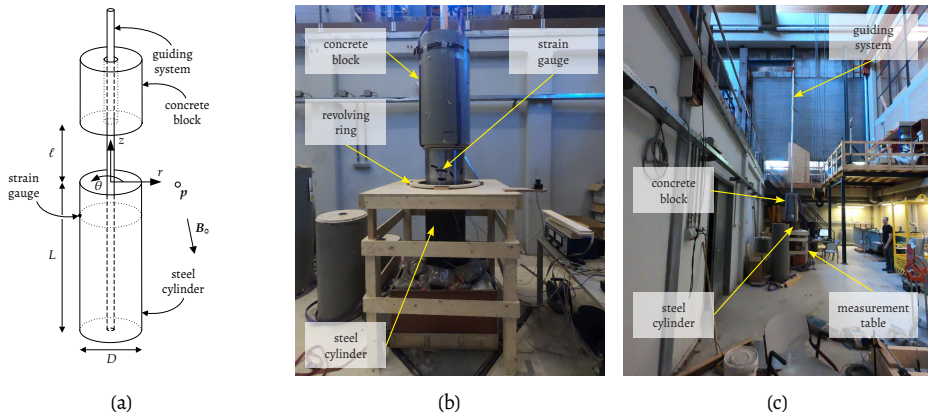 guiding
system
concrete
block
ℓ
z
r
θ
p
strain
gauge
B₀
L
steel
cylinder
D
(a)
concrete
block
strain
gauge
revolving
ring
steel
cylinder
(b)
guiding
system
concrete
block
steel
cylinder
measurement
table
(c)